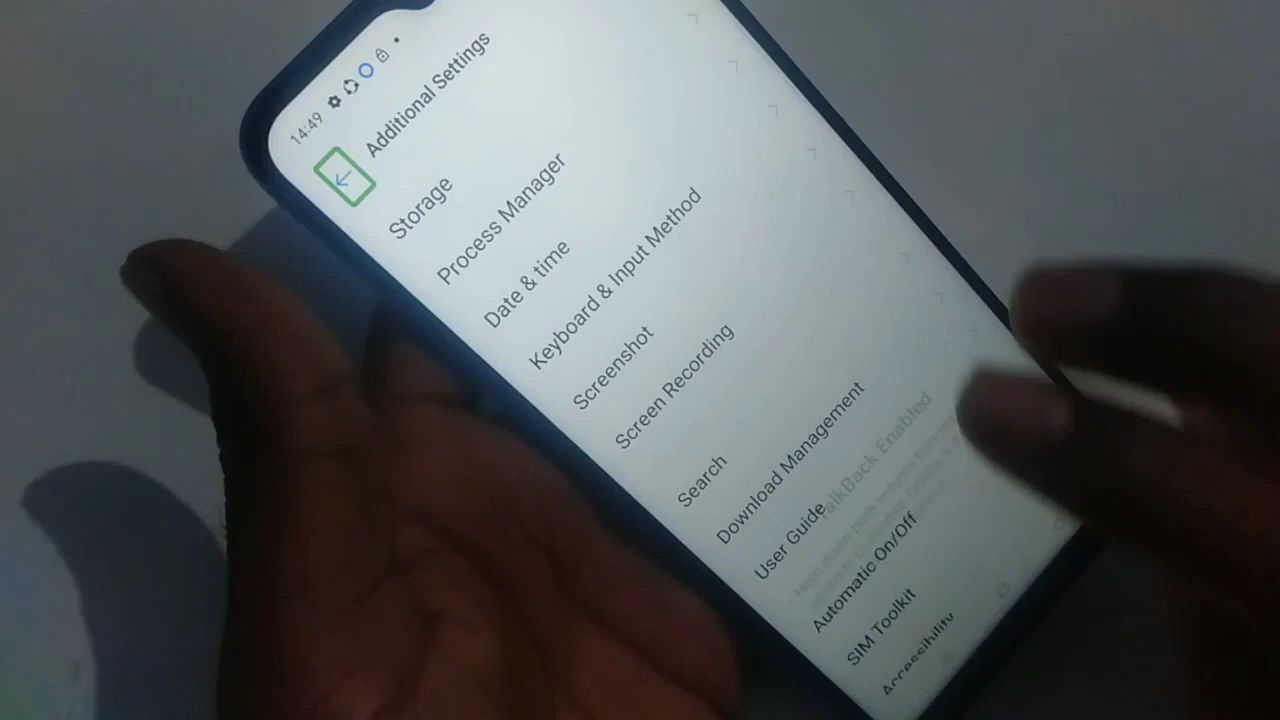 14:49
Additional Settings
Storage
Process Manager
Date & time
Keyboard & Input Method
Screenshot
Screen Recording
Search
Download Management
User Guide
TalkBack Enabled
Automatic On/Off
SIM Toolkit
Accessibility